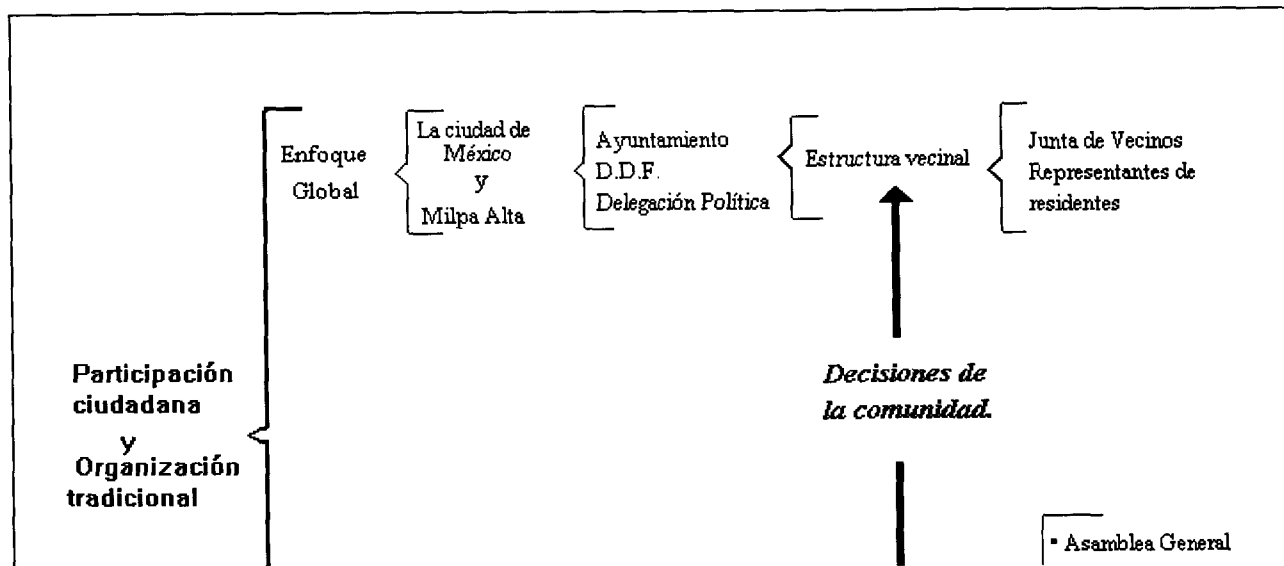 Participación
ciudadana
y
Organización
tradicional
Enfoque
Global
La ciudad de
México
y
Milpa Alta
Ayuntamiento
D.D.F.
Delegación Política
Estructura vecinal
Junta de Vecinos
Representantes de
residentes
Decisiones de
la comunidad.
▪ Asamblea General